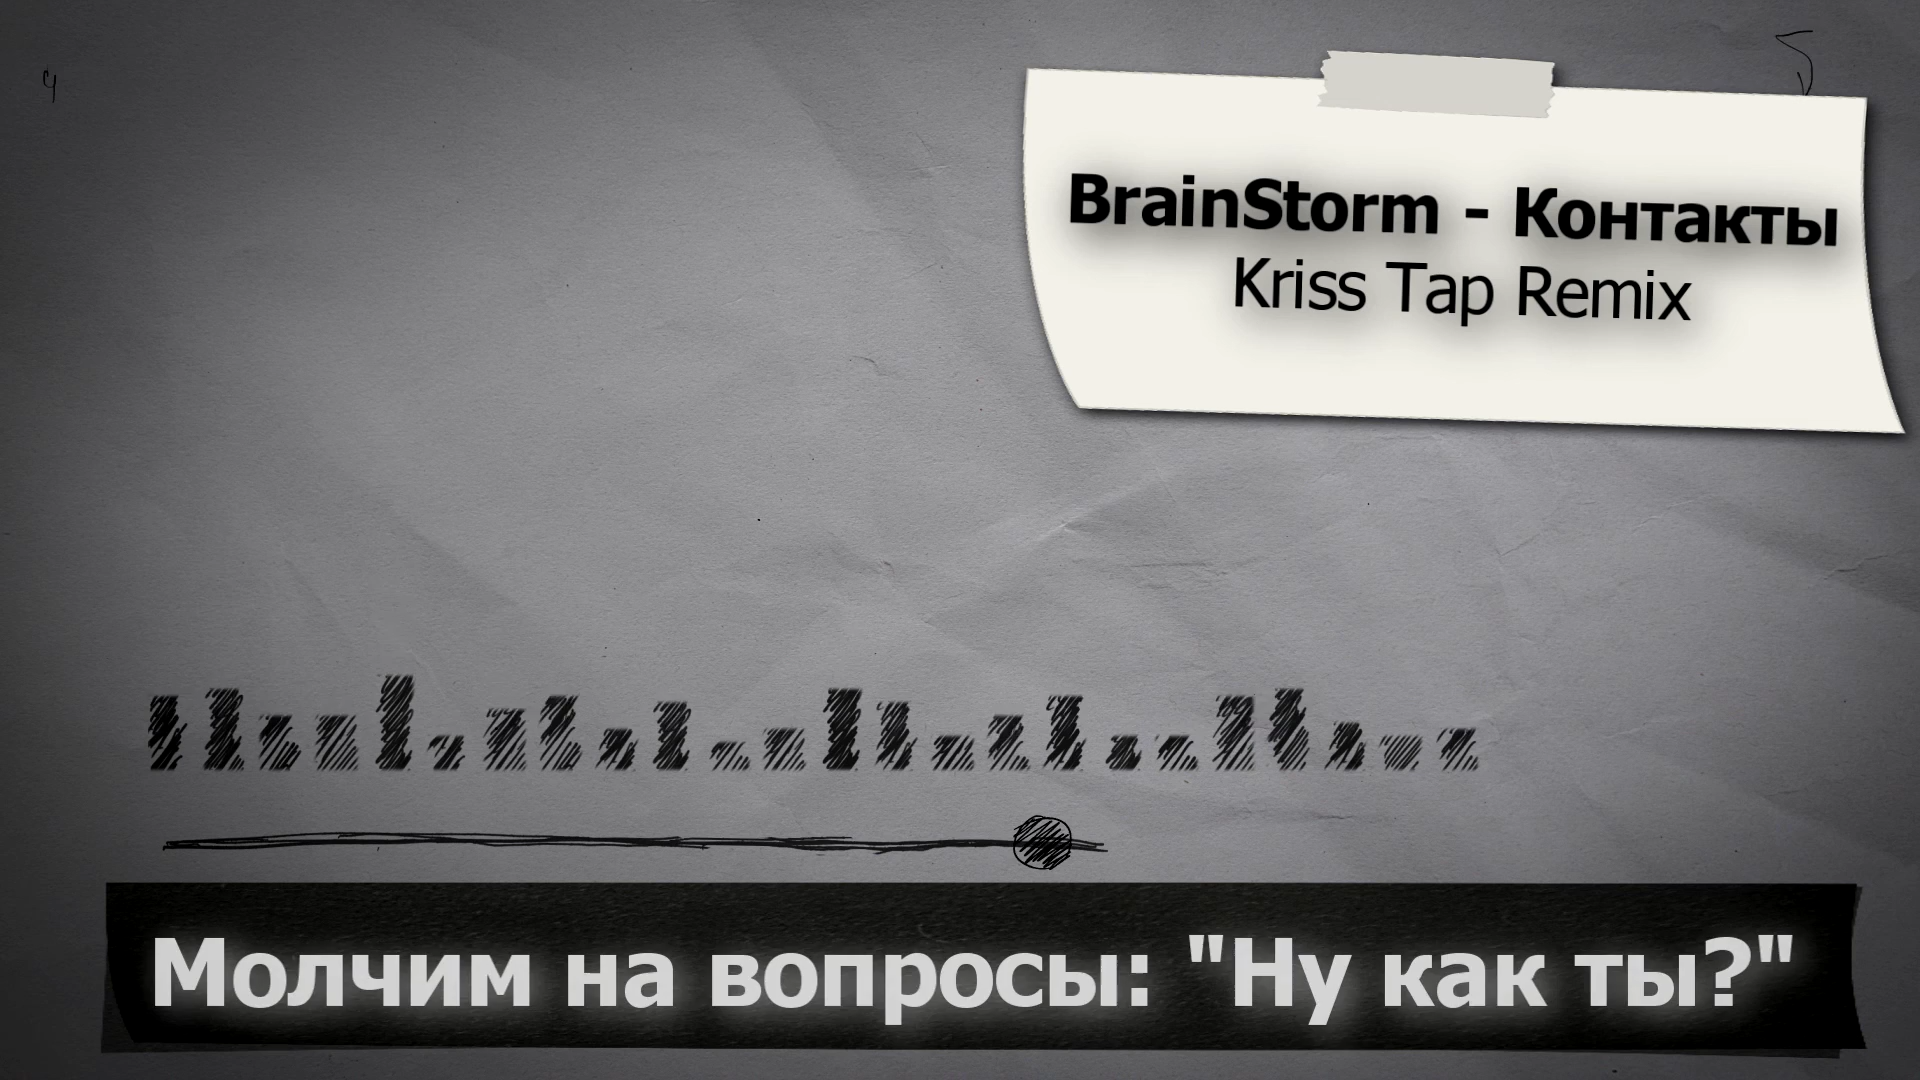 BrainStorm - Контакты
Kriss Tap Remix
Молчим на вопросы: "Ну как ты?"